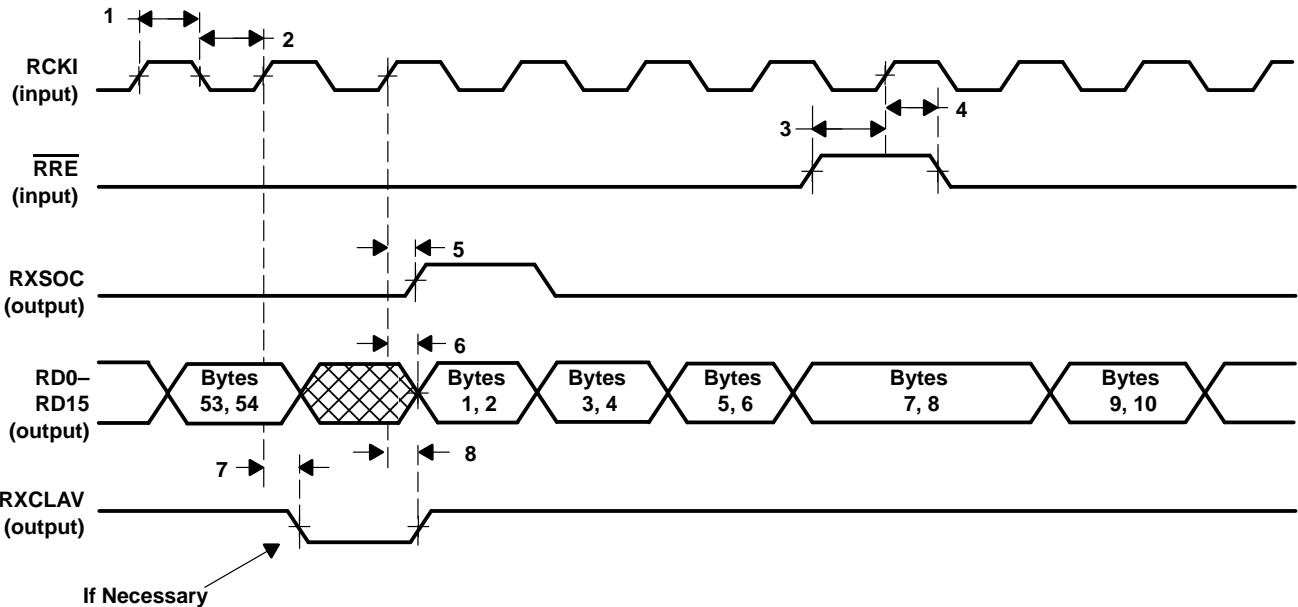 1
2
RCKI
(input)
3
4
RRE
(input)
5
RXSOC
(output)
6
RD0–
RD15
(output)
Bytes
53, 54
Bytes
1, 2
Bytes
3, 4
Bytes
5, 6
Bytes
7, 8
Bytes
9, 10
7
8
RXCLAV
(output)
If Necessary